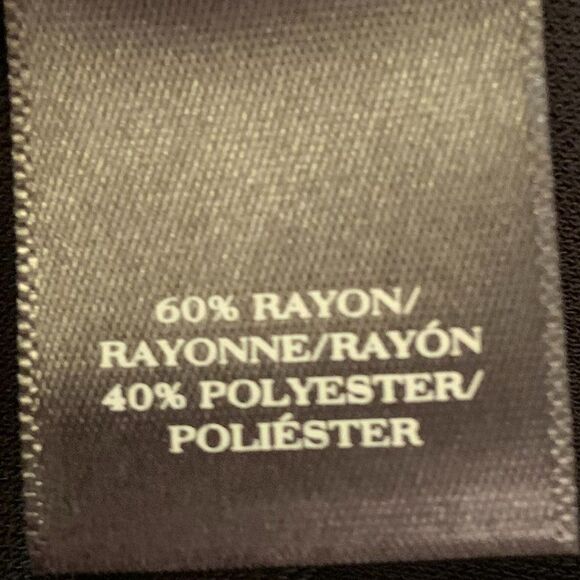 60% RAYON/
RAYONNE/RAYÓN
40% POLYESTER/
POLIÉSTER